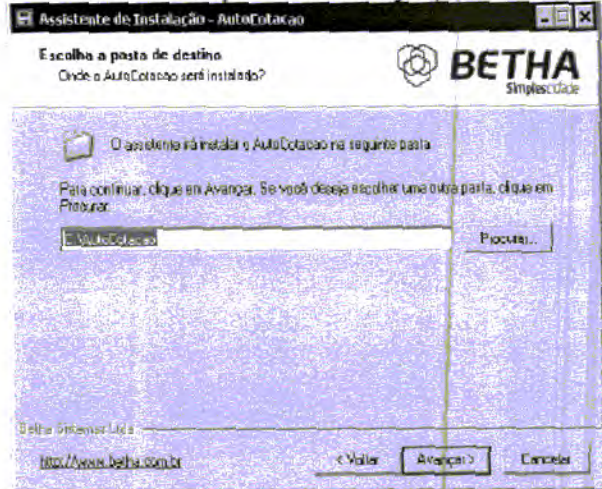 Assistente de Instalação - AutoCotacao
Escolha a pasta de destino
Onde o AutoCotacao será instalado?
BETHA
Simplescidade
O assistente irá instalar o AutoCotacao na seguinte pasta
Para continuar, clique em Avançar. Se você deseja escolher uma outra pasta, clique em
Procurar.
\AutoCotacao
Procurar...
Betha Sistemas Ltda
http://www.betha.com.br
< Voltar
Avançar >
Cancelar